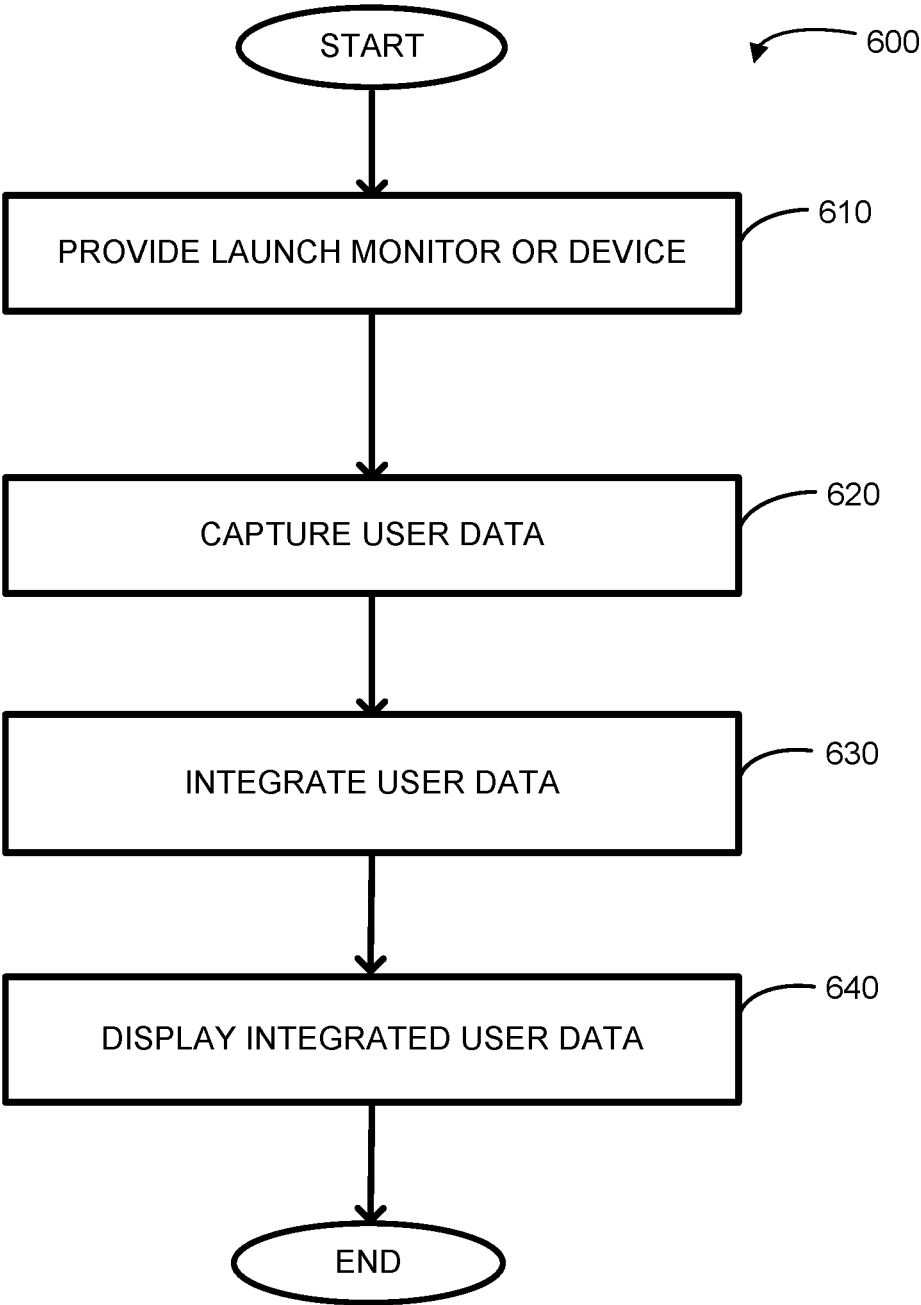 START
600
610
PROVIDE LAUNCH MONITOR OR DEVICE
620
CAPTURE USER DATA
630
INTEGRATE USER DATA
640
DISPLAY INTEGRATED USER DATA
END